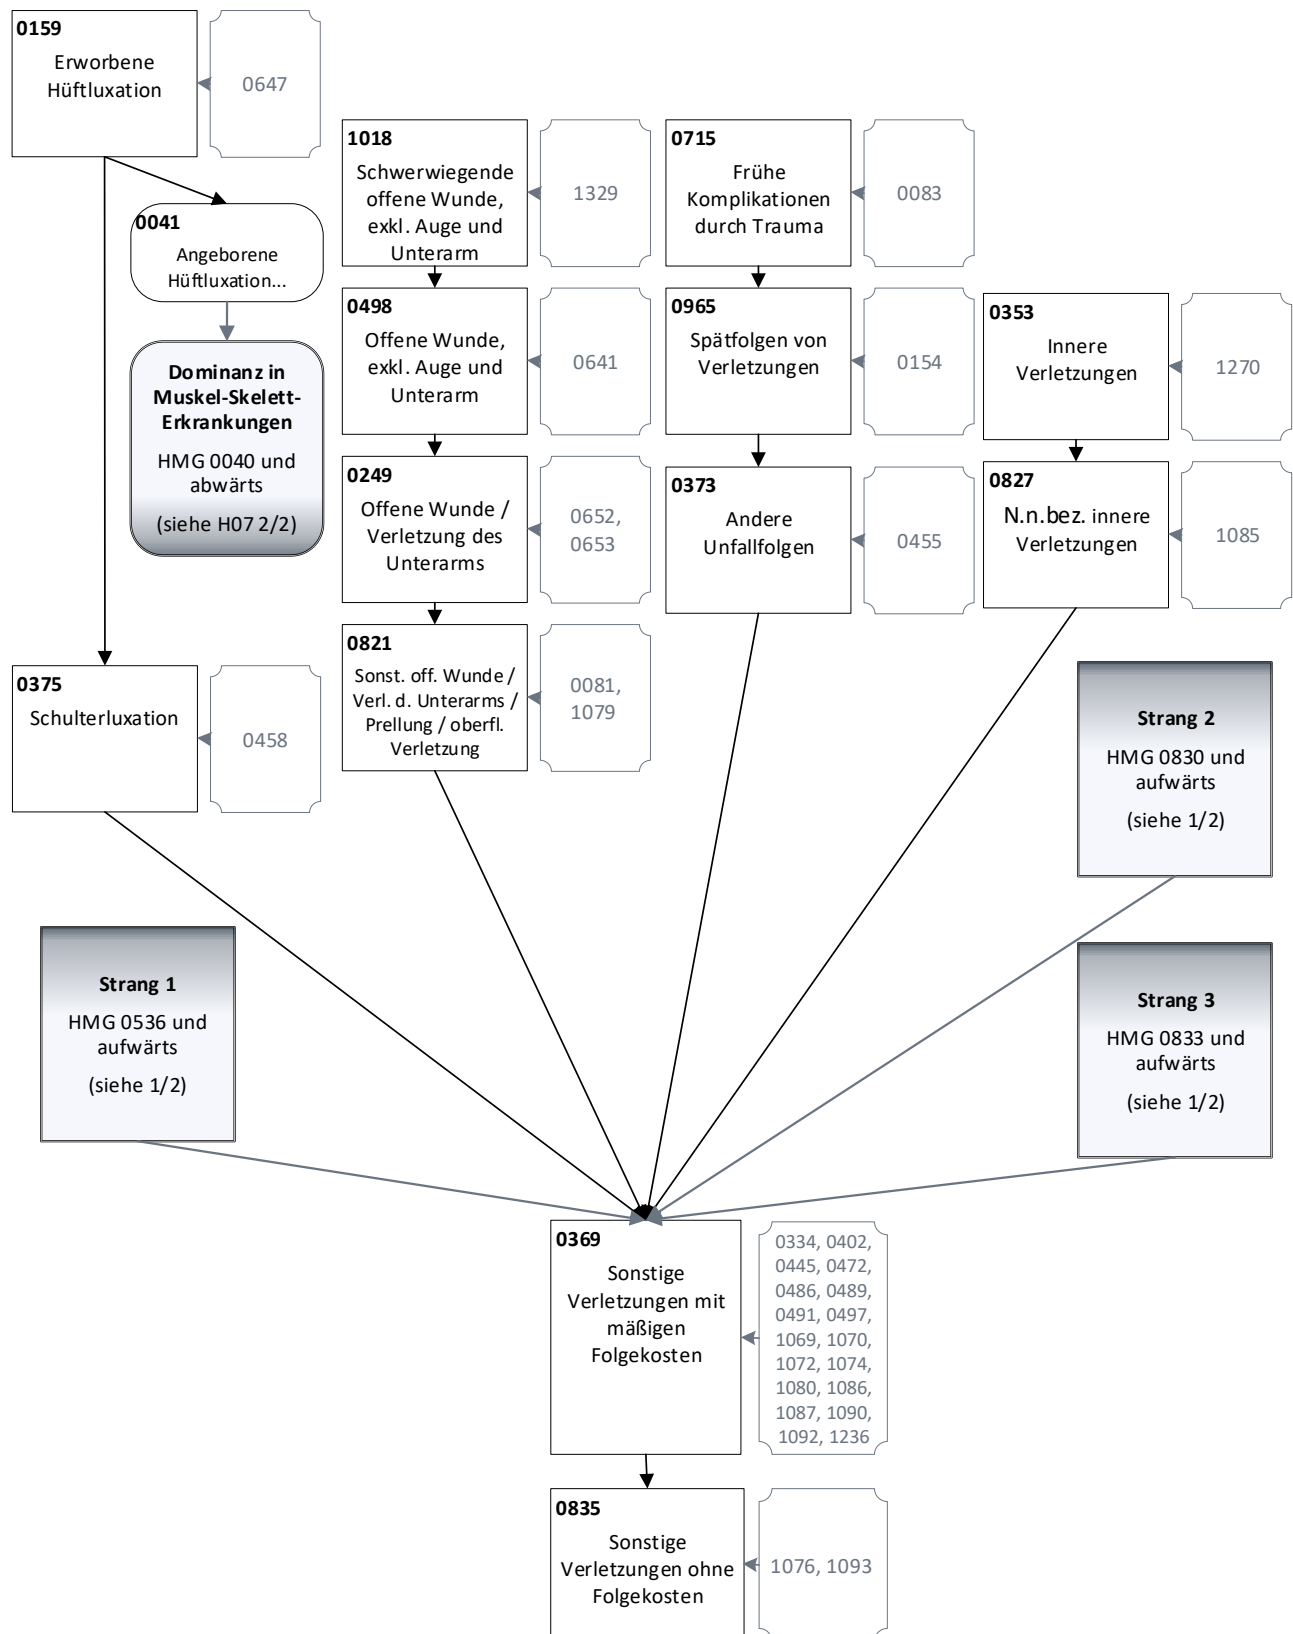 0159
Erworbene
Hüftluxation
0647
0041
Angeborene
Hüftluxation...
Dominanz in
Muskel-Skelett-
Erkrankungen
HMG 0040 und
abwärts
(siehe H07 2/2)
0375
Schulterluxation
0458
1018
Schwerwiegende
offene Wunde,
exkl. Auge und
Unterarm
1329
0498
Offene Wunde,
exkl. Auge und
Unterarm
0641
0249
Offene Wunde /
Verletzung des
Unterarms
0652,
0653
0821
Sonst. off. Wunde /
Verl. d. Unterarms /
Prellung / oberfl.
Verletzung
0081,
1079
0715
Frühe
Komplikationen
durch Trauma
0083
0965
Spätfolgen von
Verletzungen
0154
0373
Andere
Unfallfolgen
0455
0353
Innere
Verletzungen
1270
0827
N.n.bez. innere
Verletzungen
1085
Strang 2
HMG 0830 und
aufwärts
(siehe 1/2)
Strang 1
HMG 0536 und
aufwärts
(siehe 1/2)
Strang 3
HMG 0833 und
aufwärts
(siehe 1/2)
0369
Sonstige
Verletzungen mit
mäßigen
Folgekosten
0334, 0402,
0445, 0472,
0486, 0489,
0491, 0497,
1069, 1070,
1072, 1074,
1080, 1086,
1087, 1090,
1092, 1236
0835
Sonstige
Verletzungen ohne
Folgekosten
1076, 1093